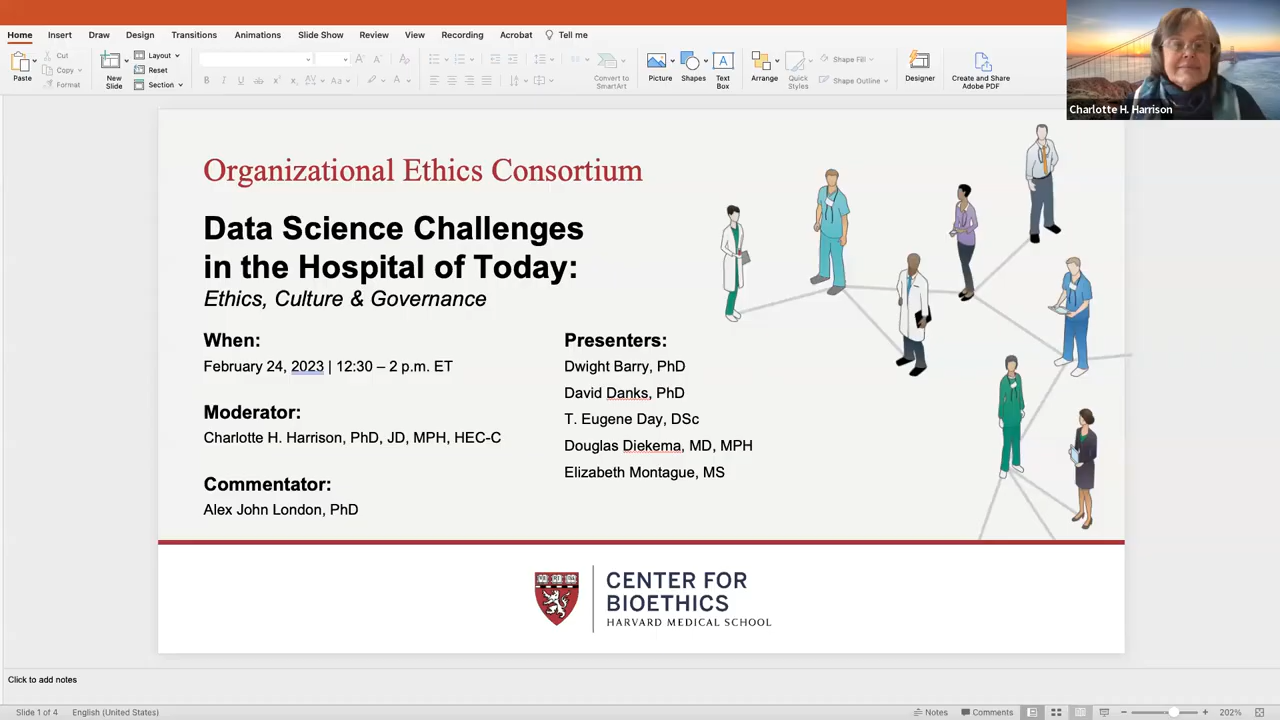 Home Insert Draw Design Transitions Animations Slide Show Review View Recording Acrobat Tell me
Paste
Cut
Copy
Format
New
Slide
Layout
Reset
Section
B I U ab
Convert to
SmartArt
Picture
Shapes
Text
Box
Arrange
Quick
Styles
Shape Fill
Shape Outline
Designer
Create and Share
Adobe PDF
Charlotte H. Harrison
Organizational Ethics Consortium
Data Science Challenges
in the Hospital of Today:
Ethics, Culture & Governance
When:
February 24, 2023 | 12:30 – 2 p.m. ET
Moderator:
Charlotte H. Harrison, PhD, JD, MPH, HEC-C
Commentator:
Alex John London, PhD
Presenters:
Dwight Barry, PhD
David Danks, PhD
T. Eugene Day, DSc
Douglas Diekema, MD, MPH
Elizabeth Montague, MS
CENTER FOR
BIOETHICS
HARVARD MEDICAL SCHOOL
Click to add notes
Slide 1 of 4 English (United States) Notes Comments 202%